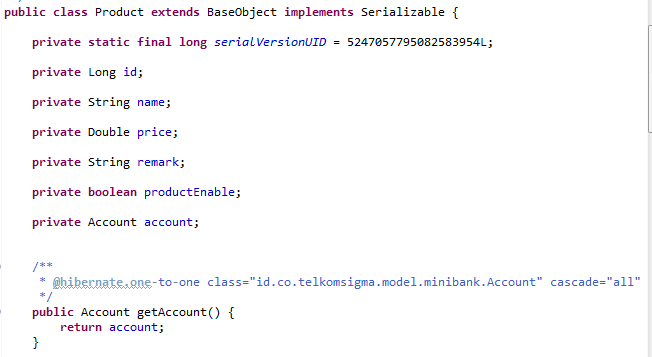 public class Product extends BaseObject implements Serializable {
private static final long serialVersionUID = 5247057795082583954L;
private Long id;
private String name;
private Double price;
private String remark;
private boolean productEnable;
private Account account;
/**
* @hibernate.one-to-one class="id.co.telkomsigma.model.minibank.Account" cascade="all"
*/
public Account getAccount() {
return account;
}